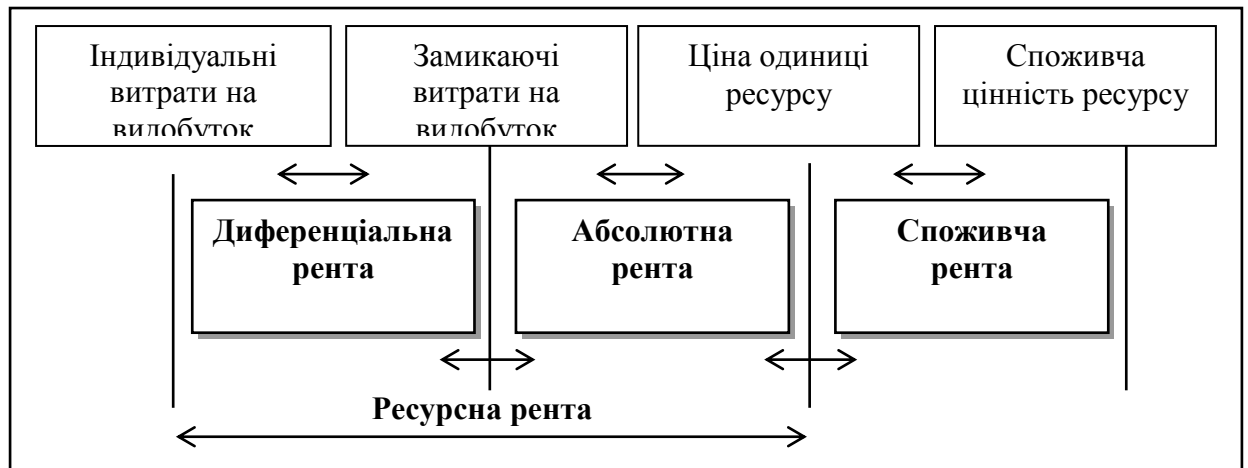 Індивідуальні
витрати на
видобуток
Замикаючі
витрати на
видобуток
Ціна одиниці
ресурсу
Споживча
цінність ресурсу
Диференціальна
рента
Абсолютна
рента
Споживча
рента
Ресурсна рента